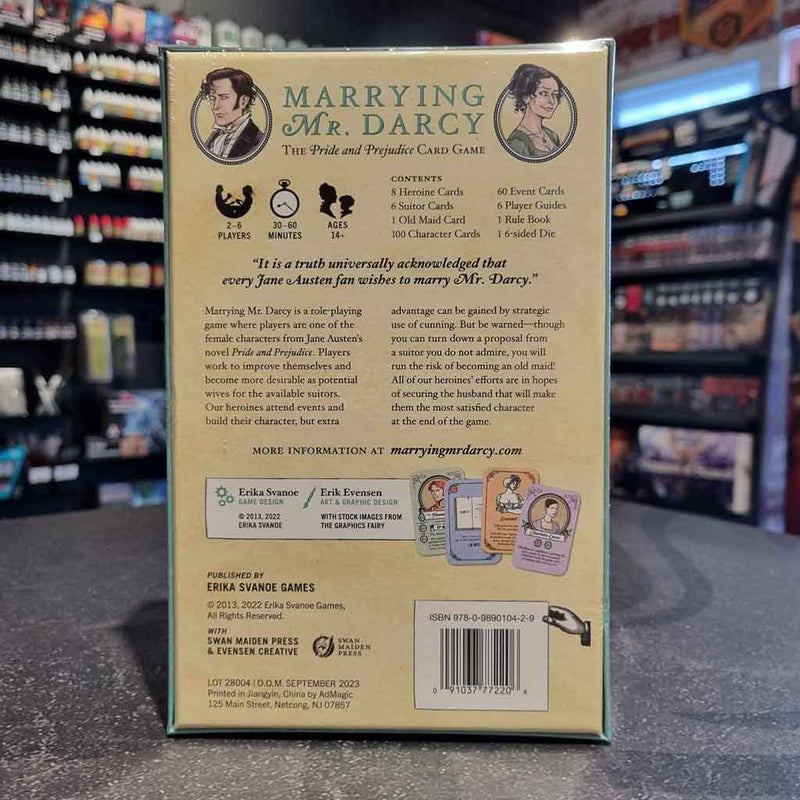 MARRYING
Mr. DARCY
THE Pride and Prejudice CARD GAME
2-6
PLAYERS
30-60
MINUTES
AGES
14+
CONTENTS
8 Heroine Cards
6 Suitor Cards
1 Old Maid Card
100 Character Cards
60 Event Cards
6 Player Guides
1 Rule Book
1 6-sided Die
“It is a truth universally acknowledged that
every Jane Austen fan wishes to marry Mr. Darcy.”
Marrying Mr. Darcy is a role-playing
game where players are one of the
female characters from Jane Austen’s
novel Pride and Prejudice. Players
work to improve themselves and
become more desirable as potential
wives for the available suitors.
Our heroines attend events and
build their character, but extra
advantage can be gained by strategic
use of cunning. But be warned—though
you can turn down a proposal from
a suitor you do not admire, you will
run the risk of becoming an old maid!
All of our heroines’ efforts are in hopes
of securing the husband that will make
them the most satisfied character
at the end of the game.
MORE INFORMATION AT marryingmrdarcy.com
Erika Svanoe
GAME DESIGN
© 2013, 2022
ERIKA SVANOE
Erik Evensen
ART & GRAPHIC DESIGN
WITH STOCK IMAGES FROM
THE GRAPHICS FAIRY
PUBLISHED BY
ERIKA SVANOE GAMES
© 2013, 2022 Erika Svanoe Games,
All Rights Reserved.
WITH
SWAN MAIDEN PRESS
& EVENSEN CREATIVE
SWAN
MAIDEN
PRESS
LOT 28004 | D.O.M. SEPTEMBER 2023
Printed in Jiangyin, China by AdMagic
125 Main Street, Netcong, NJ 07857
ISBN 978-0-9890104-2-9
0 91037 77220 6